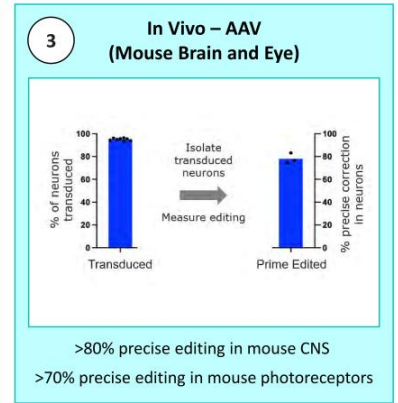 3
In Vivo – AAV
(Mouse Brain and Eye)
% of neurons
transduced
100
80
60
40
20
0
Transduced
Isolate
transduced
neurons
Measure editing
100
80
60
40
20
0
% precise correction
in neurons
Prime Edited
>80% precise editing in mouse CNS
>70% precise editing in mouse photoreceptors